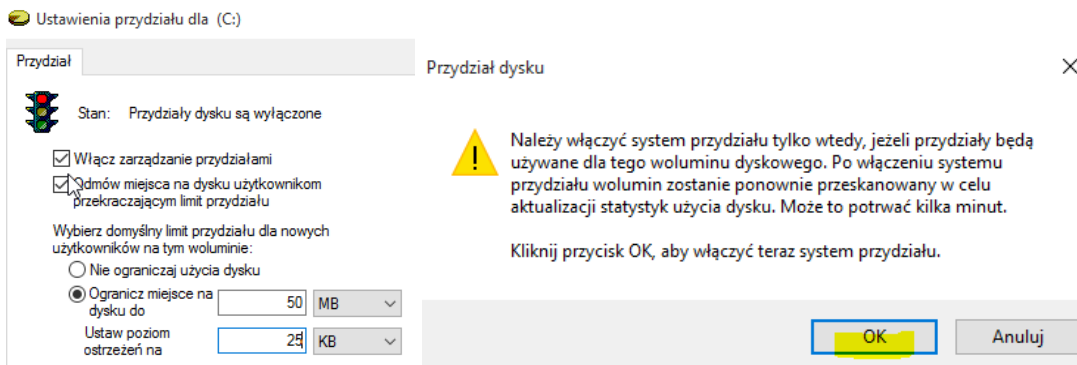 Ustawienia przydziału dla (C:)
Przydział
Stan: Przydziały dysku są wyłączone
Włącz zarządzanie przydziałami
Odmów miejsca na dysku użytkownikom
przekraczającym limit przydziału
Wybierz domyślny limit przydziału dla nowych
użytkowników na tym woluminie:
Nie ograniczaj użycia dysku
Ogranicz miejsce na
dysku do
50 MB
Ustaw poziom
ostrzeżeń na
25 KB
Przydział dysku
Należy włączyć system przydziału tylko wtedy, jeżeli przydziały będą
używane dla tego woluminu dyskowego. Po włączeniu systemu
przydziału wolumin zostanie ponownie przeskanowany w celu
aktualizacji statystyk użycia dysku. Może to potrwać kilka minut.
Kliknij przycisk OK, aby włączyć teraz system przydziału.
OK Anuluj